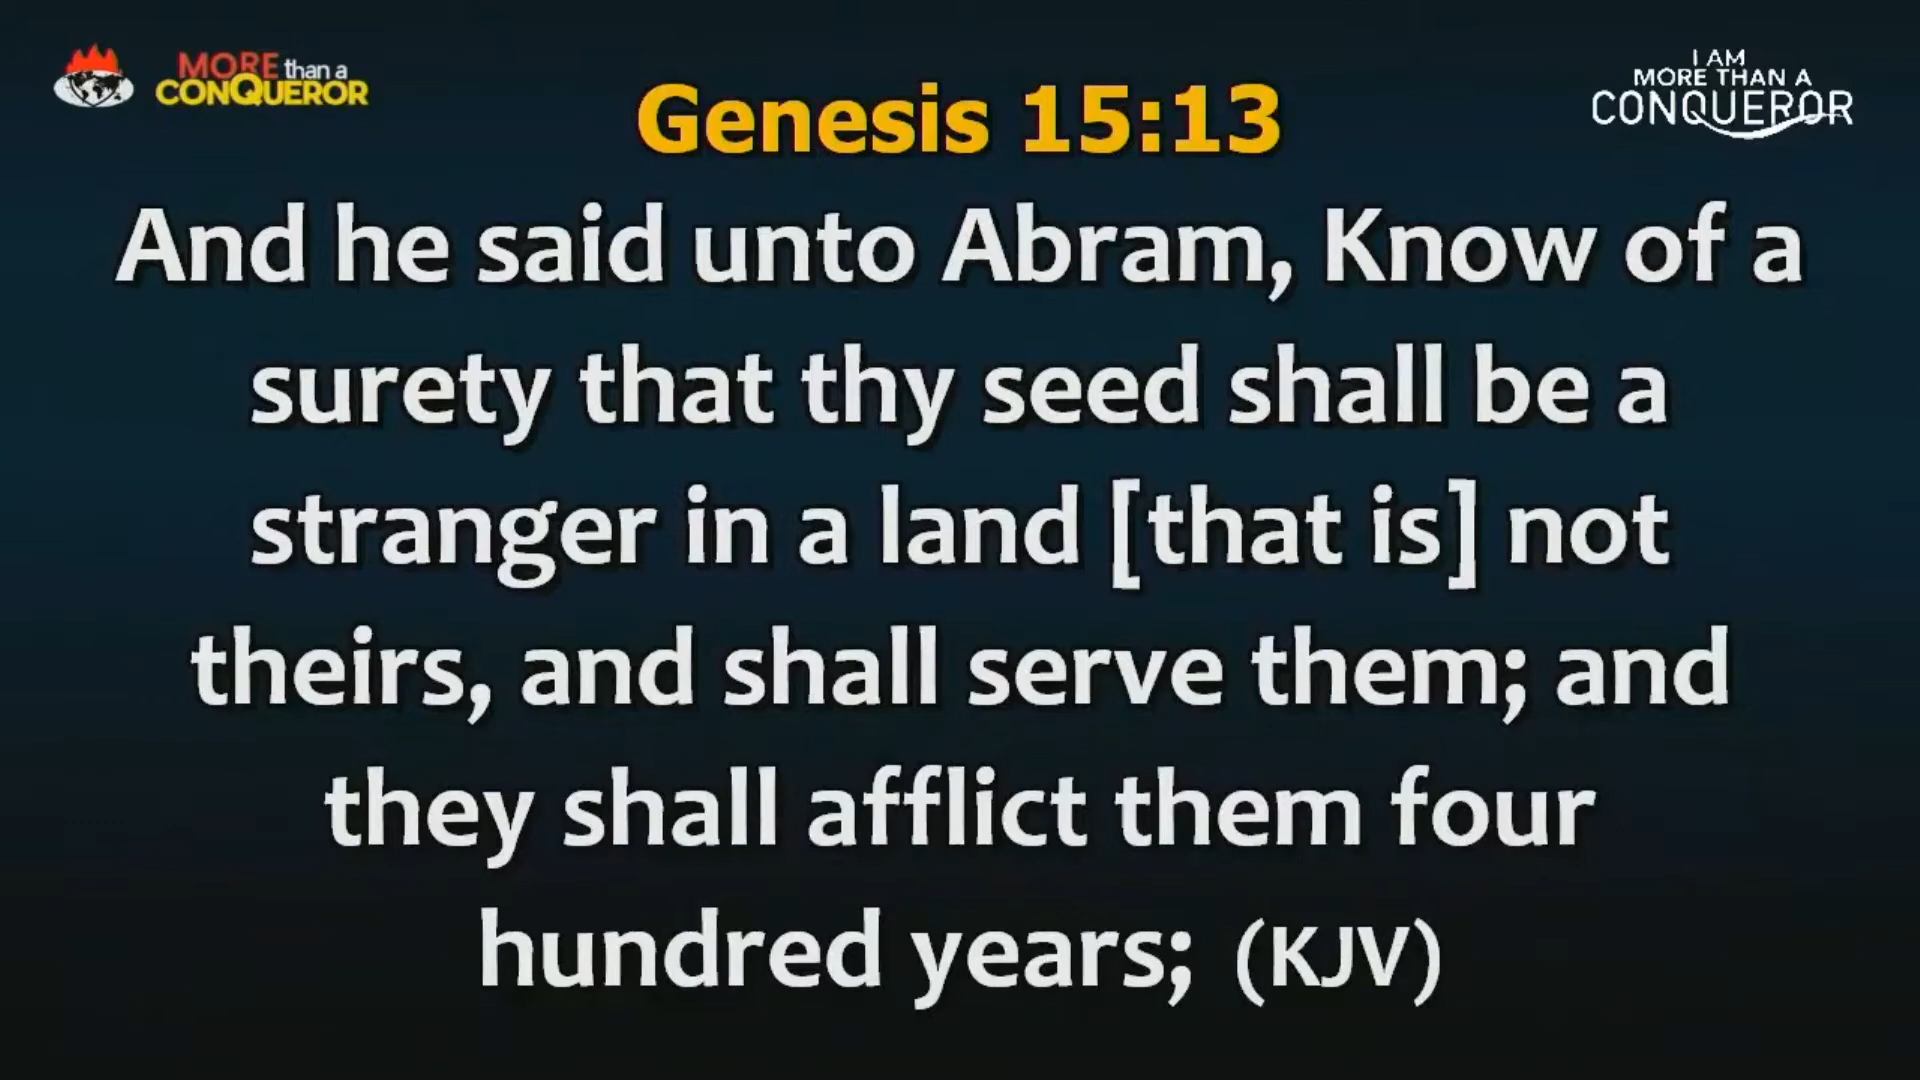 MORE than a
CONQUEROR
I AM
MORE THAN A
CONQUEROR
Genesis 15:13
And he said unto Abram, Know of a
surety that thy seed shall be a
stranger in a land [that is] not
theirs, and shall serve them; and
they shall afflict them four
hundred years; (KJV)